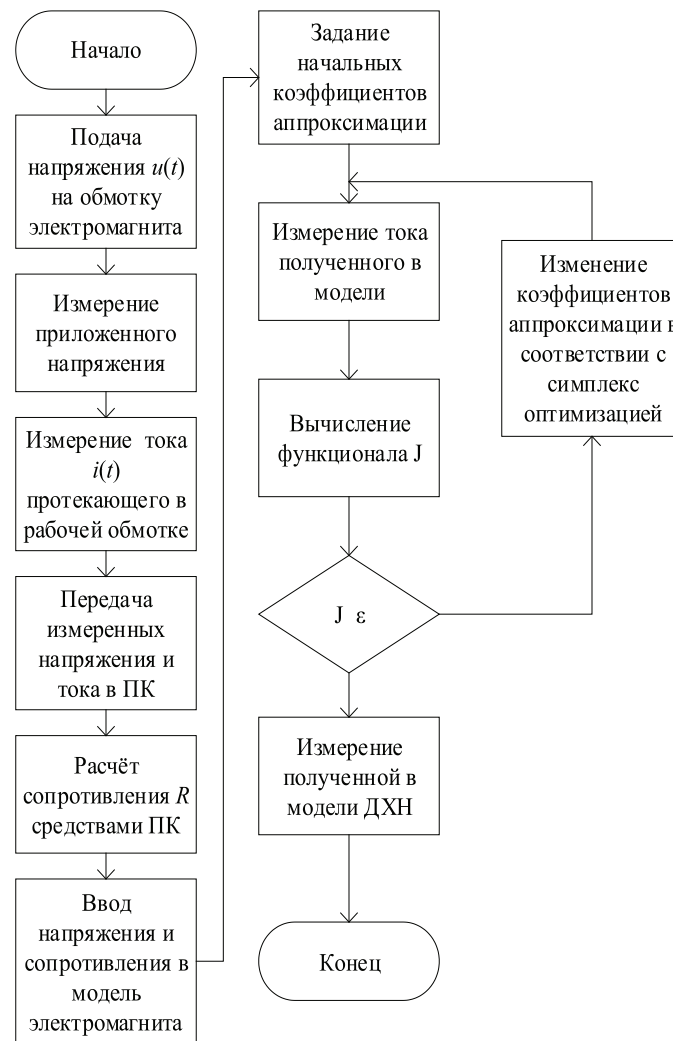 Начало
Подача
напряжения u(t)
на обмотку
электромагнита
Измерение
приложенного
напряжения
Измерение тока
i(t)
протекающего в
рабочей обмотке
Передача
измеренных
напряжения и
тока в ПК
Расчёт
сопротивления R
средствами ПК
Ввод
напряжения и
сопротивления в
модель
электромагнита
Задание
начальных
коэффициентов
аппроксимации
Измерение тока
полученного в
модели
Вычисление
функционала J
J ε
Изменение
коэффициентов
аппроксимации в
соответствии с
симплекс
оптимизацией
Измерение
полученной в
модели ДХН
Конец